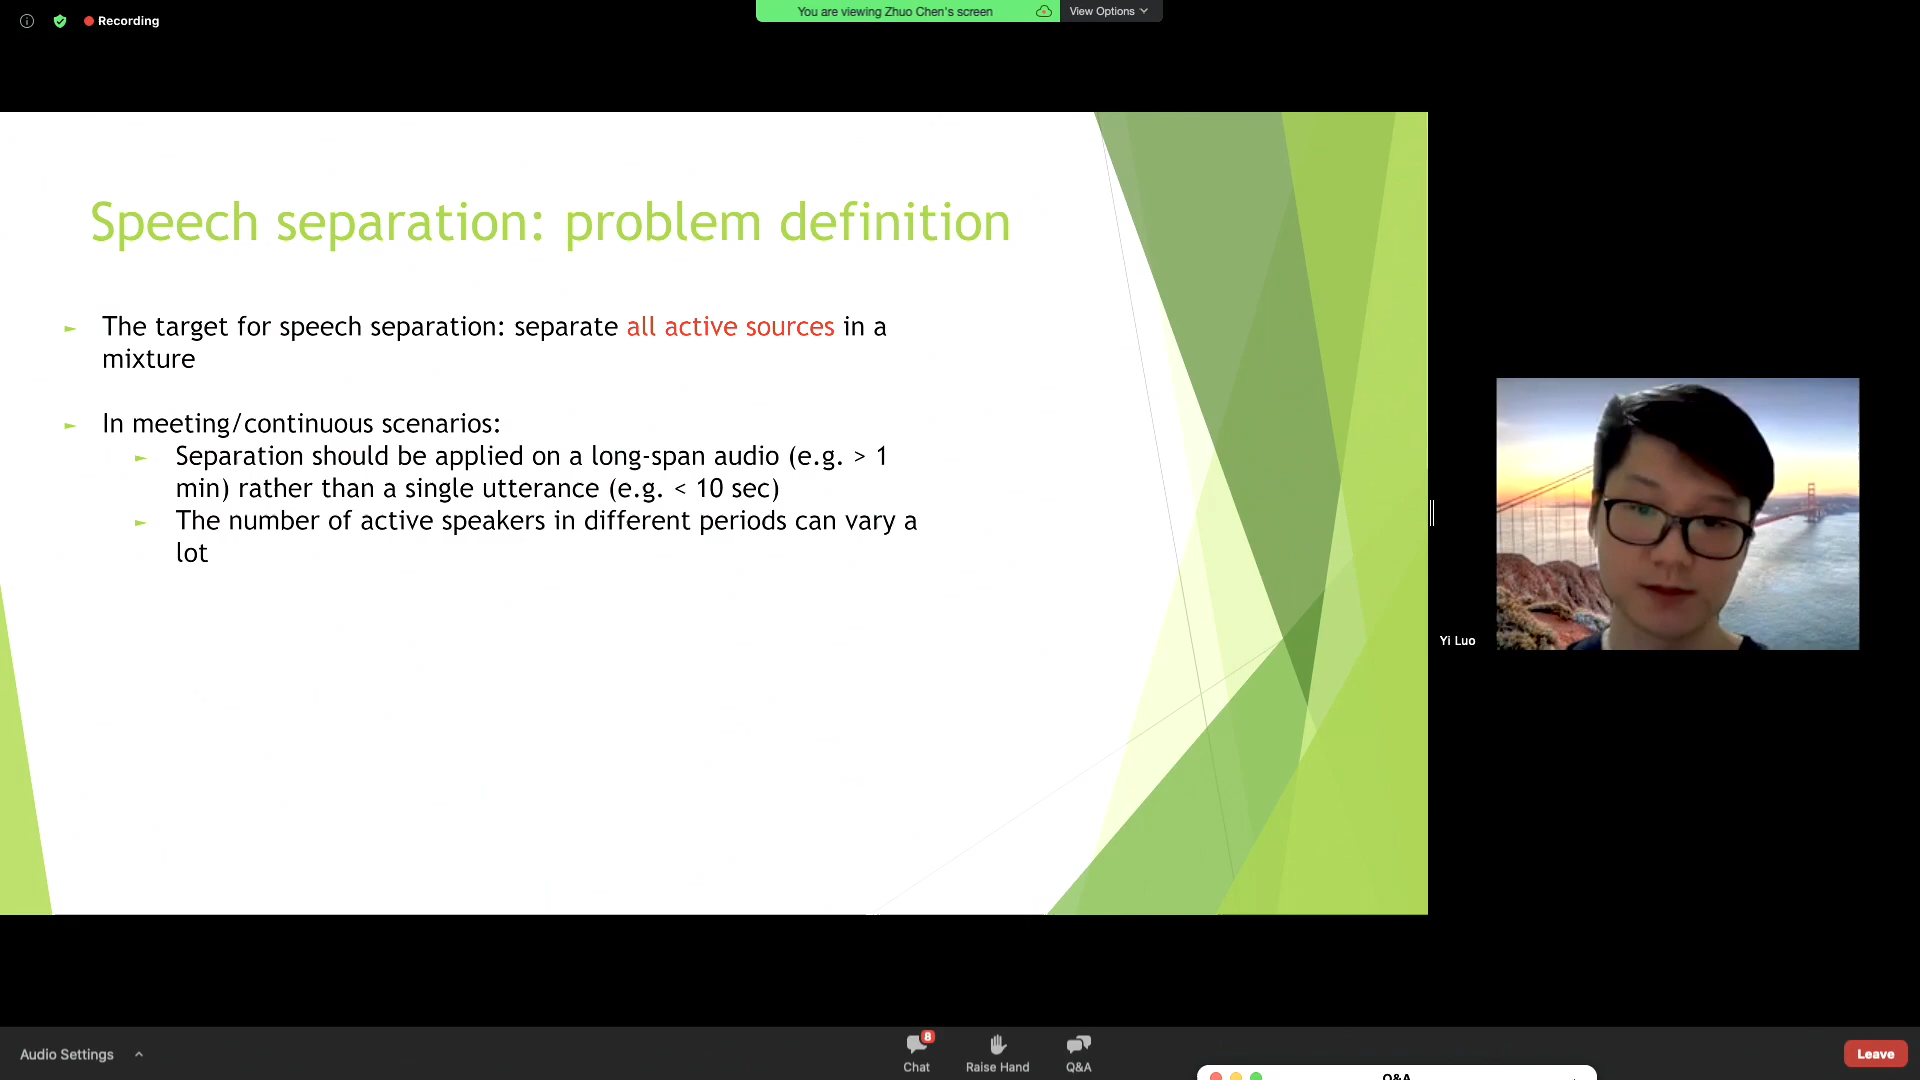 Recording
You are viewing Zhuo Chen's screen
View Options
Speech separation: problem definition
The target for speech separation: separate all active sources in a
mixture
In meeting/continuous scenarios:
Separation should be applied on a long-span audio (e.g. > 1
min) rather than a single utterance (e.g. < 10 sec)
The number of active speakers in different periods can vary a
lot
Yi Luo
Audio Settings
8
Chat
Raise Hand
Q&A
Leave
Q&A